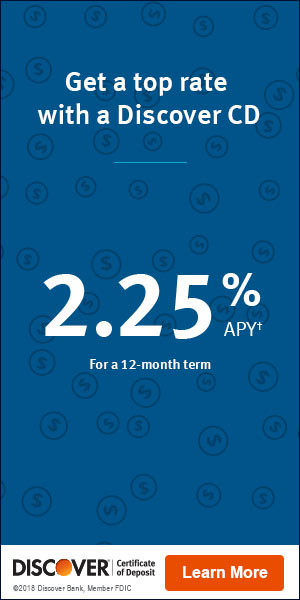 Get a top rate
with a Discover CD
2.25%
APY†
For a 12-month term
DISCOVER
Certificate
of Deposit
Learn More
©2018 Discover Bank, Member FDIC